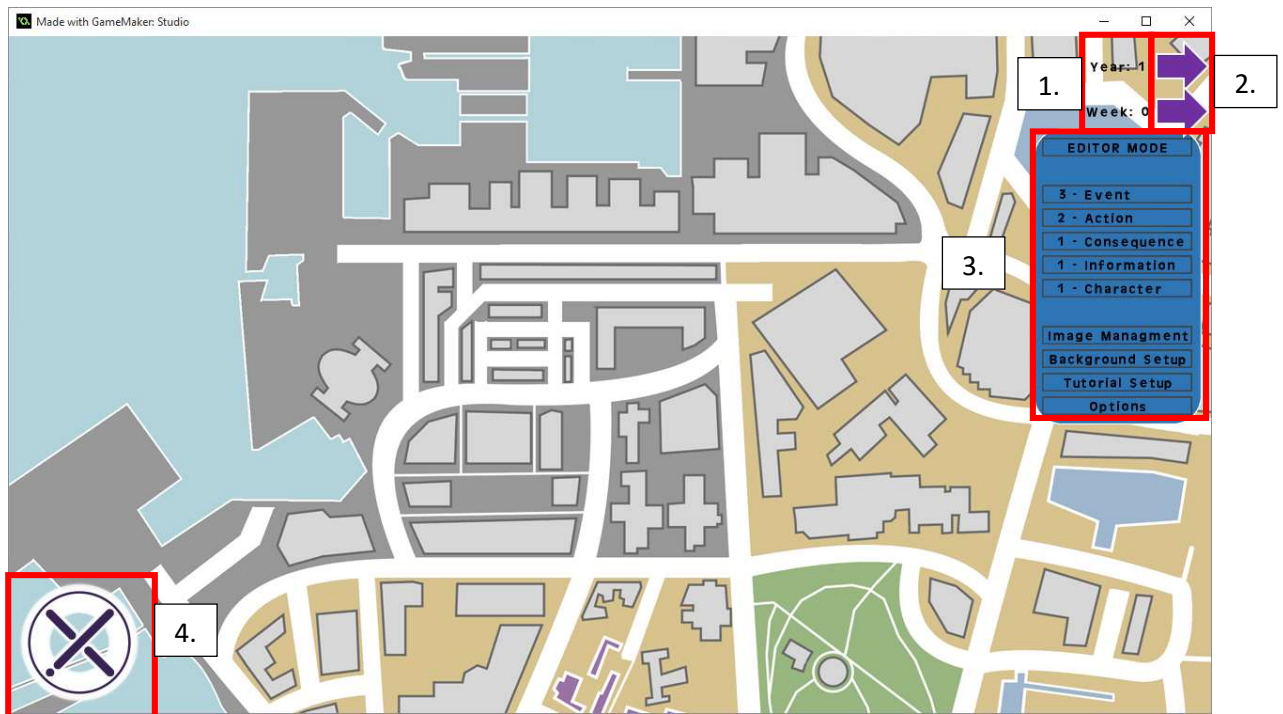 Made with GameMaker: Studio
Year: 1
1.
2.
Week: 0
EDITOR MODE
3 - Event
2 - Action
1 - Consequence
3.
1 - Information
1 - Character
Image Managment
Background Setup
Tutorial Setup
Options
4.